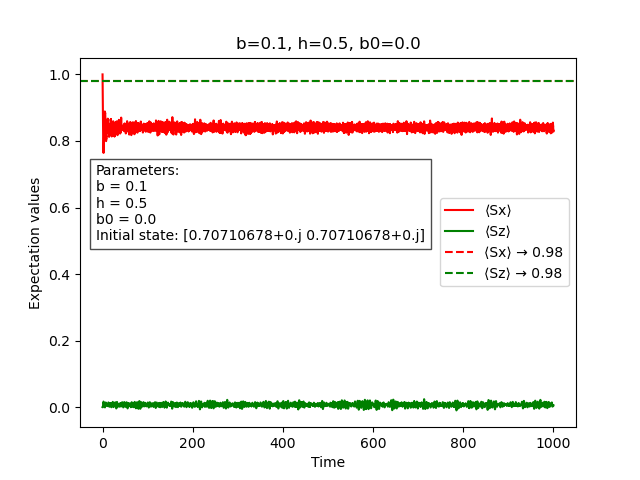 b=0.1, h=0.5, b0=0.0
Expectation values
1.0
0.8
0.6
0.4
0.2
0.0
Parameters:
b = 0.1
h = 0.5
b0 = 0.0
Initial state: [0.70710678+0.j 0.70710678+0.j]
⟨Sx⟩
⟨Sz⟩
⟨Sx⟩ → 0.98
⟨Sz⟩ → 0.98
0 200 400 600 800 1000
Time